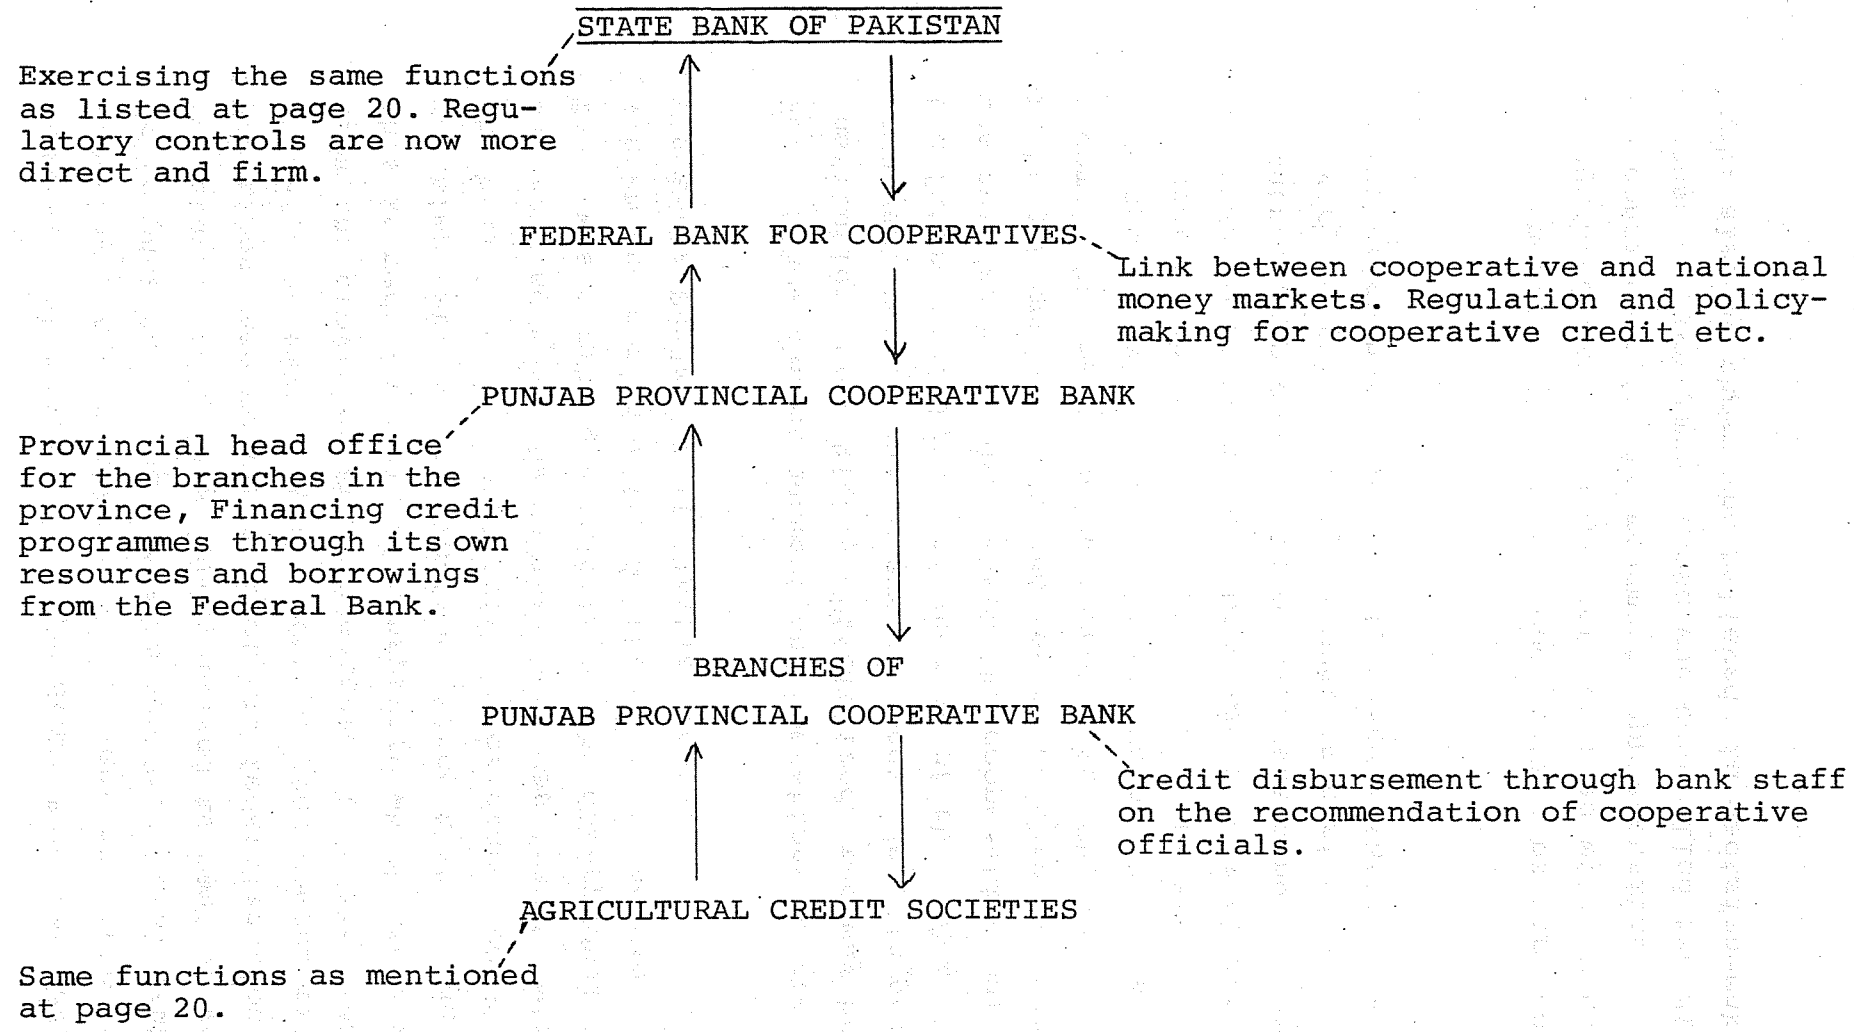 STATE BANK OF PAKISTAN
Exercising the same functions
as listed at page 20. Regu-
latory controls are now more
direct and firm.
FEDERAL BANK FOR COOPERATIVES
Link between cooperative and national
money markets. Regulation and policy-
making for cooperative credit etc.
PUNJAB PROVINCIAL COOPERATIVE BANK
Provincial head office
for the branches in the
province, Financing credit
programmes through its own
resources and borrowings
from the Federal Bank.
BRANCHES OF
PUNJAB PROVINCIAL COOPERATIVE BANK
Credit disbursement through bank staff
on the recommendation of cooperative
officials.
AGRICULTURAL CREDIT SOCIETIES
Same functions as mentioned
at page 20.